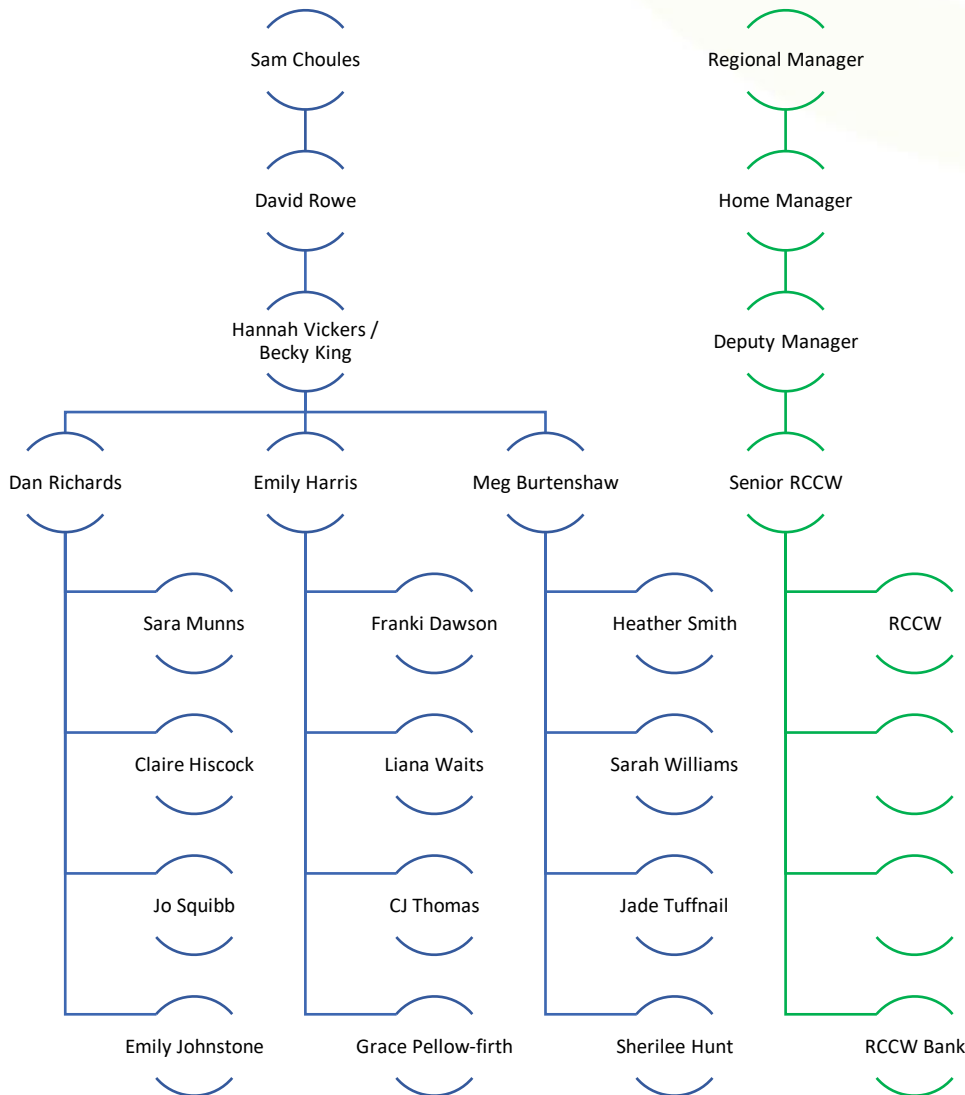 Sam Choules
Regional Manager
David Rowe
Home Manager
Hannah Vickers /
Becky King
Deputy Manager
Dan Richards
Emily Harris
Meg Burtenshaw
Senior RCCW
Sara Munns
Franki Dawson
Heather Smith
RCCW
Claire Hiscock
Liana Waits
Sarah Williams
Jo Squibb
CJ Thomas
Jade Tuffnail
Emily Johnstone
Grace Pellow-firth
Sherilee Hunt
RCCW Bank